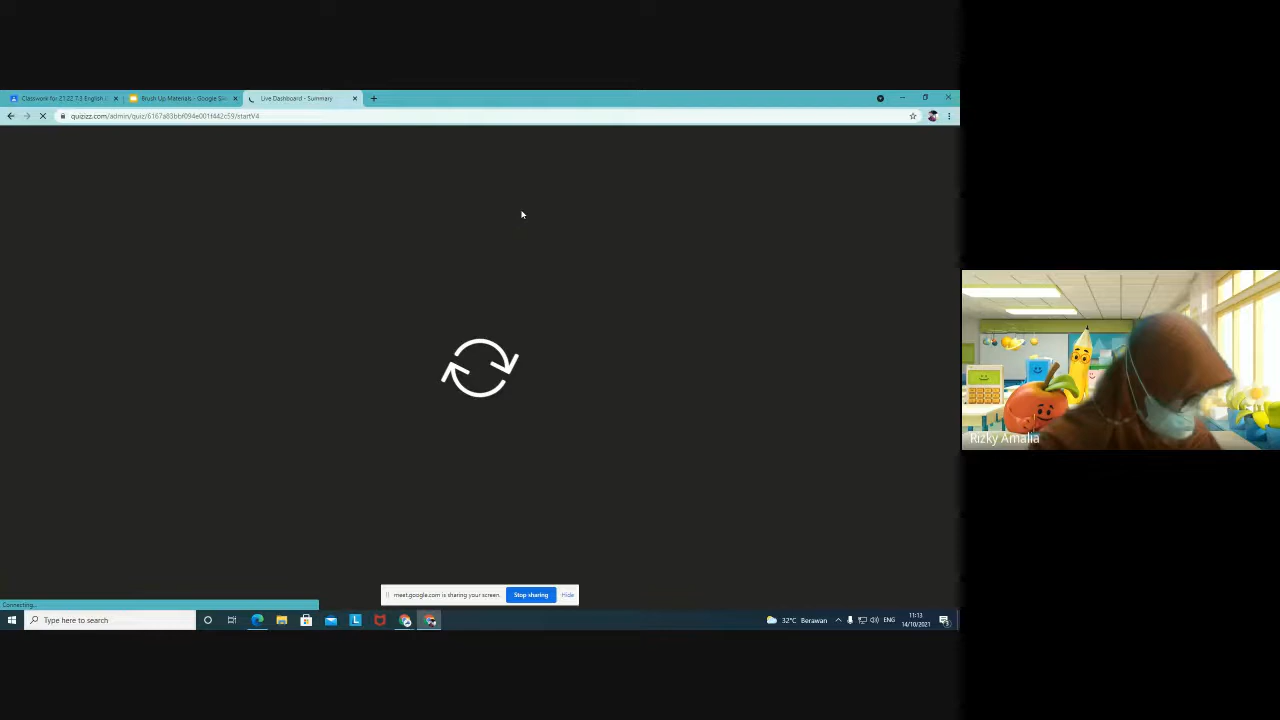 Classwork for 21.22 7.3 English
Brush Up Materials - Google Sli
Live Dashboard - Summary
quizizz.com/admin/quiz/6167a83bbf094e001f442c59/startV4
Rizky Amalia
meet.google.com is sharing your screen.
Stop sharing
Hide
Connecting...
Type here to search
32°C Berawan
ENG
11:13
14/10/2021